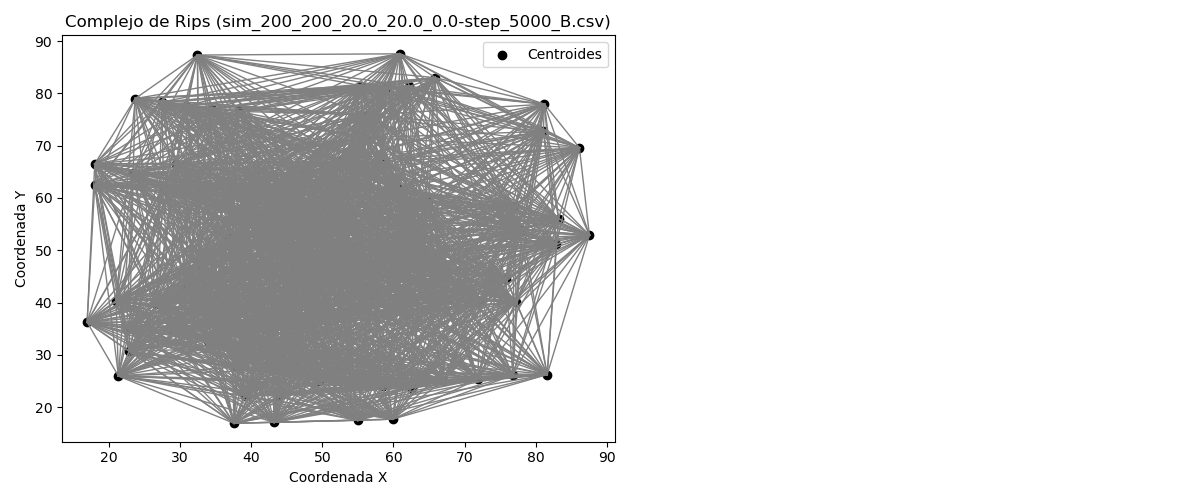 Complejo de Rips (sim_200_200_20.0_20.0_0.0-step_5000_B.csv)
Centroides
Coordenada Y
90
80
70
60
50
40
30
20
20 30 40 50 60 70 80 90
Coordenada X